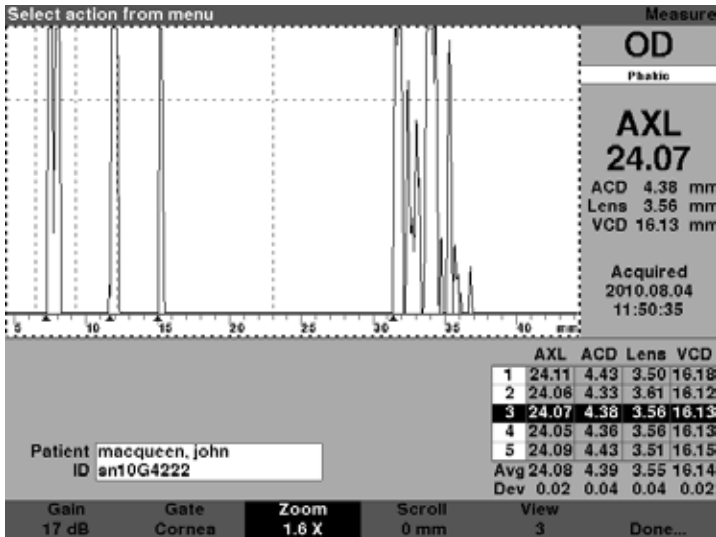 Select action from menu
Measure
OD
Phakic
AXL
24.07
ACD 4.38 mm
Lens 3.56 mm
VCD 16.13 mm
Acquired
2010.08.04
11:50:35
5 10 15 20 25 30 35 40 mm
AXL ACD Lens VCD
1 24.11 4.43 3.50 16.18
2 24.06 4.33 3.61 16.12
3 24.07 4.38 3.56 16.13
4 24.05 4.36 3.56 16.13
5 24.09 4.43 3.51 16.15
Avg 24.08 4.39 3.55 16.14
Dev 0.02 0.04 0.04 0.02
Patient macqueen, john
ID sn10G4222
Gain Gate Zoom Scroll View
17 dB Cornea 1.6 X 0 mm 3 Done...